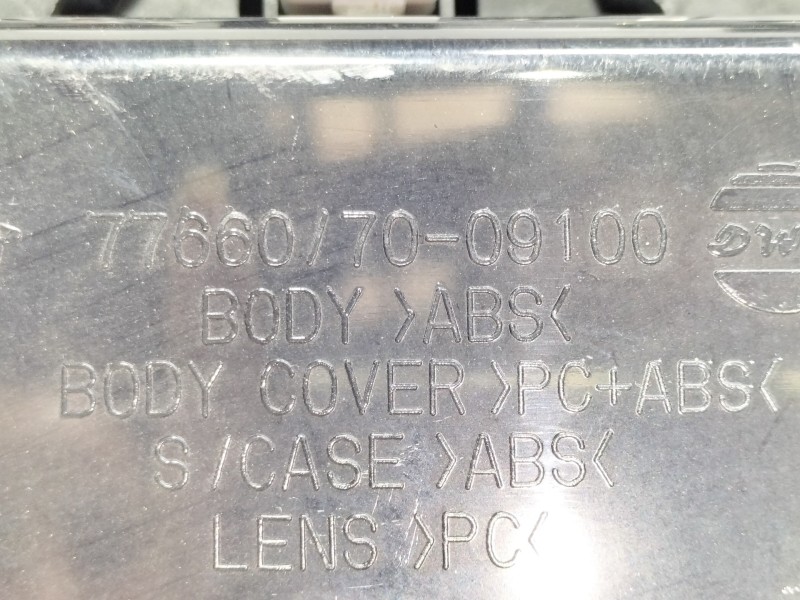 77660/70-09100
BODY >ABS<
BODY COVER >PC+ABS<
S/CASE >ABS<
LENS >PC<